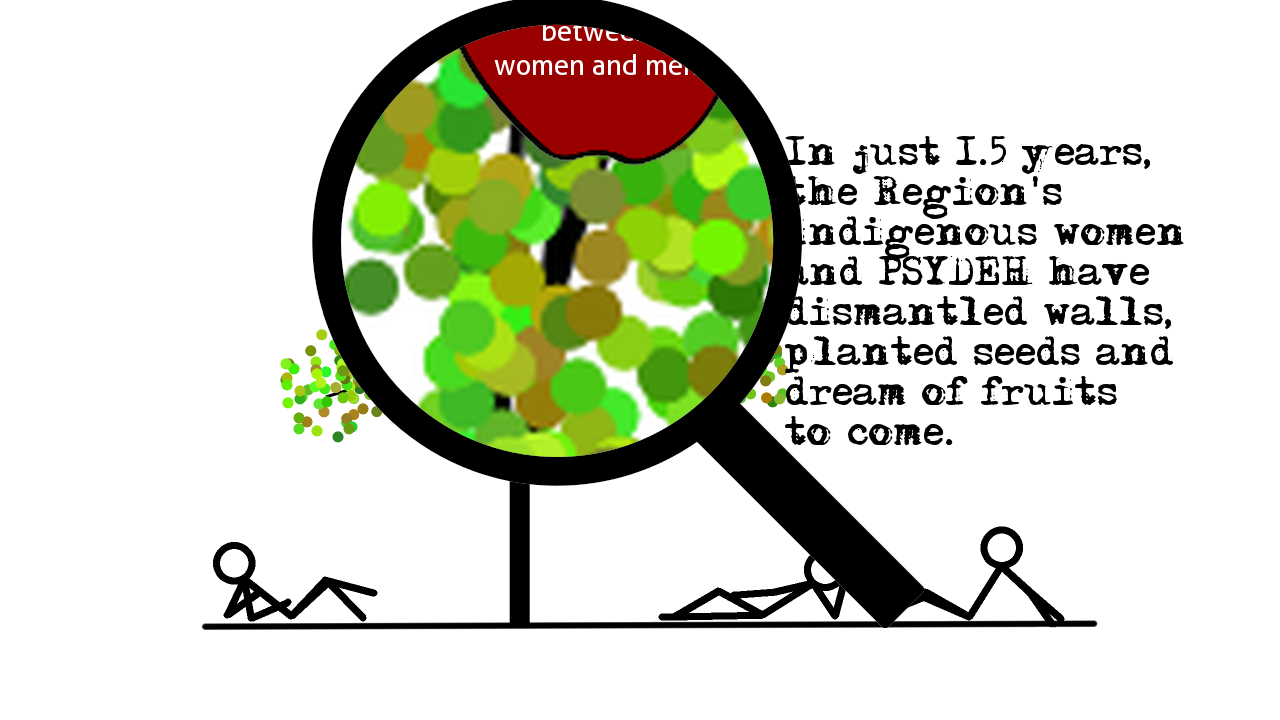 between
women and men
In just 1.5 years,
the Region's
indigenous women
and PSYDEH have
dismantled walls,
planted seeds and
dream of fruits
to come.